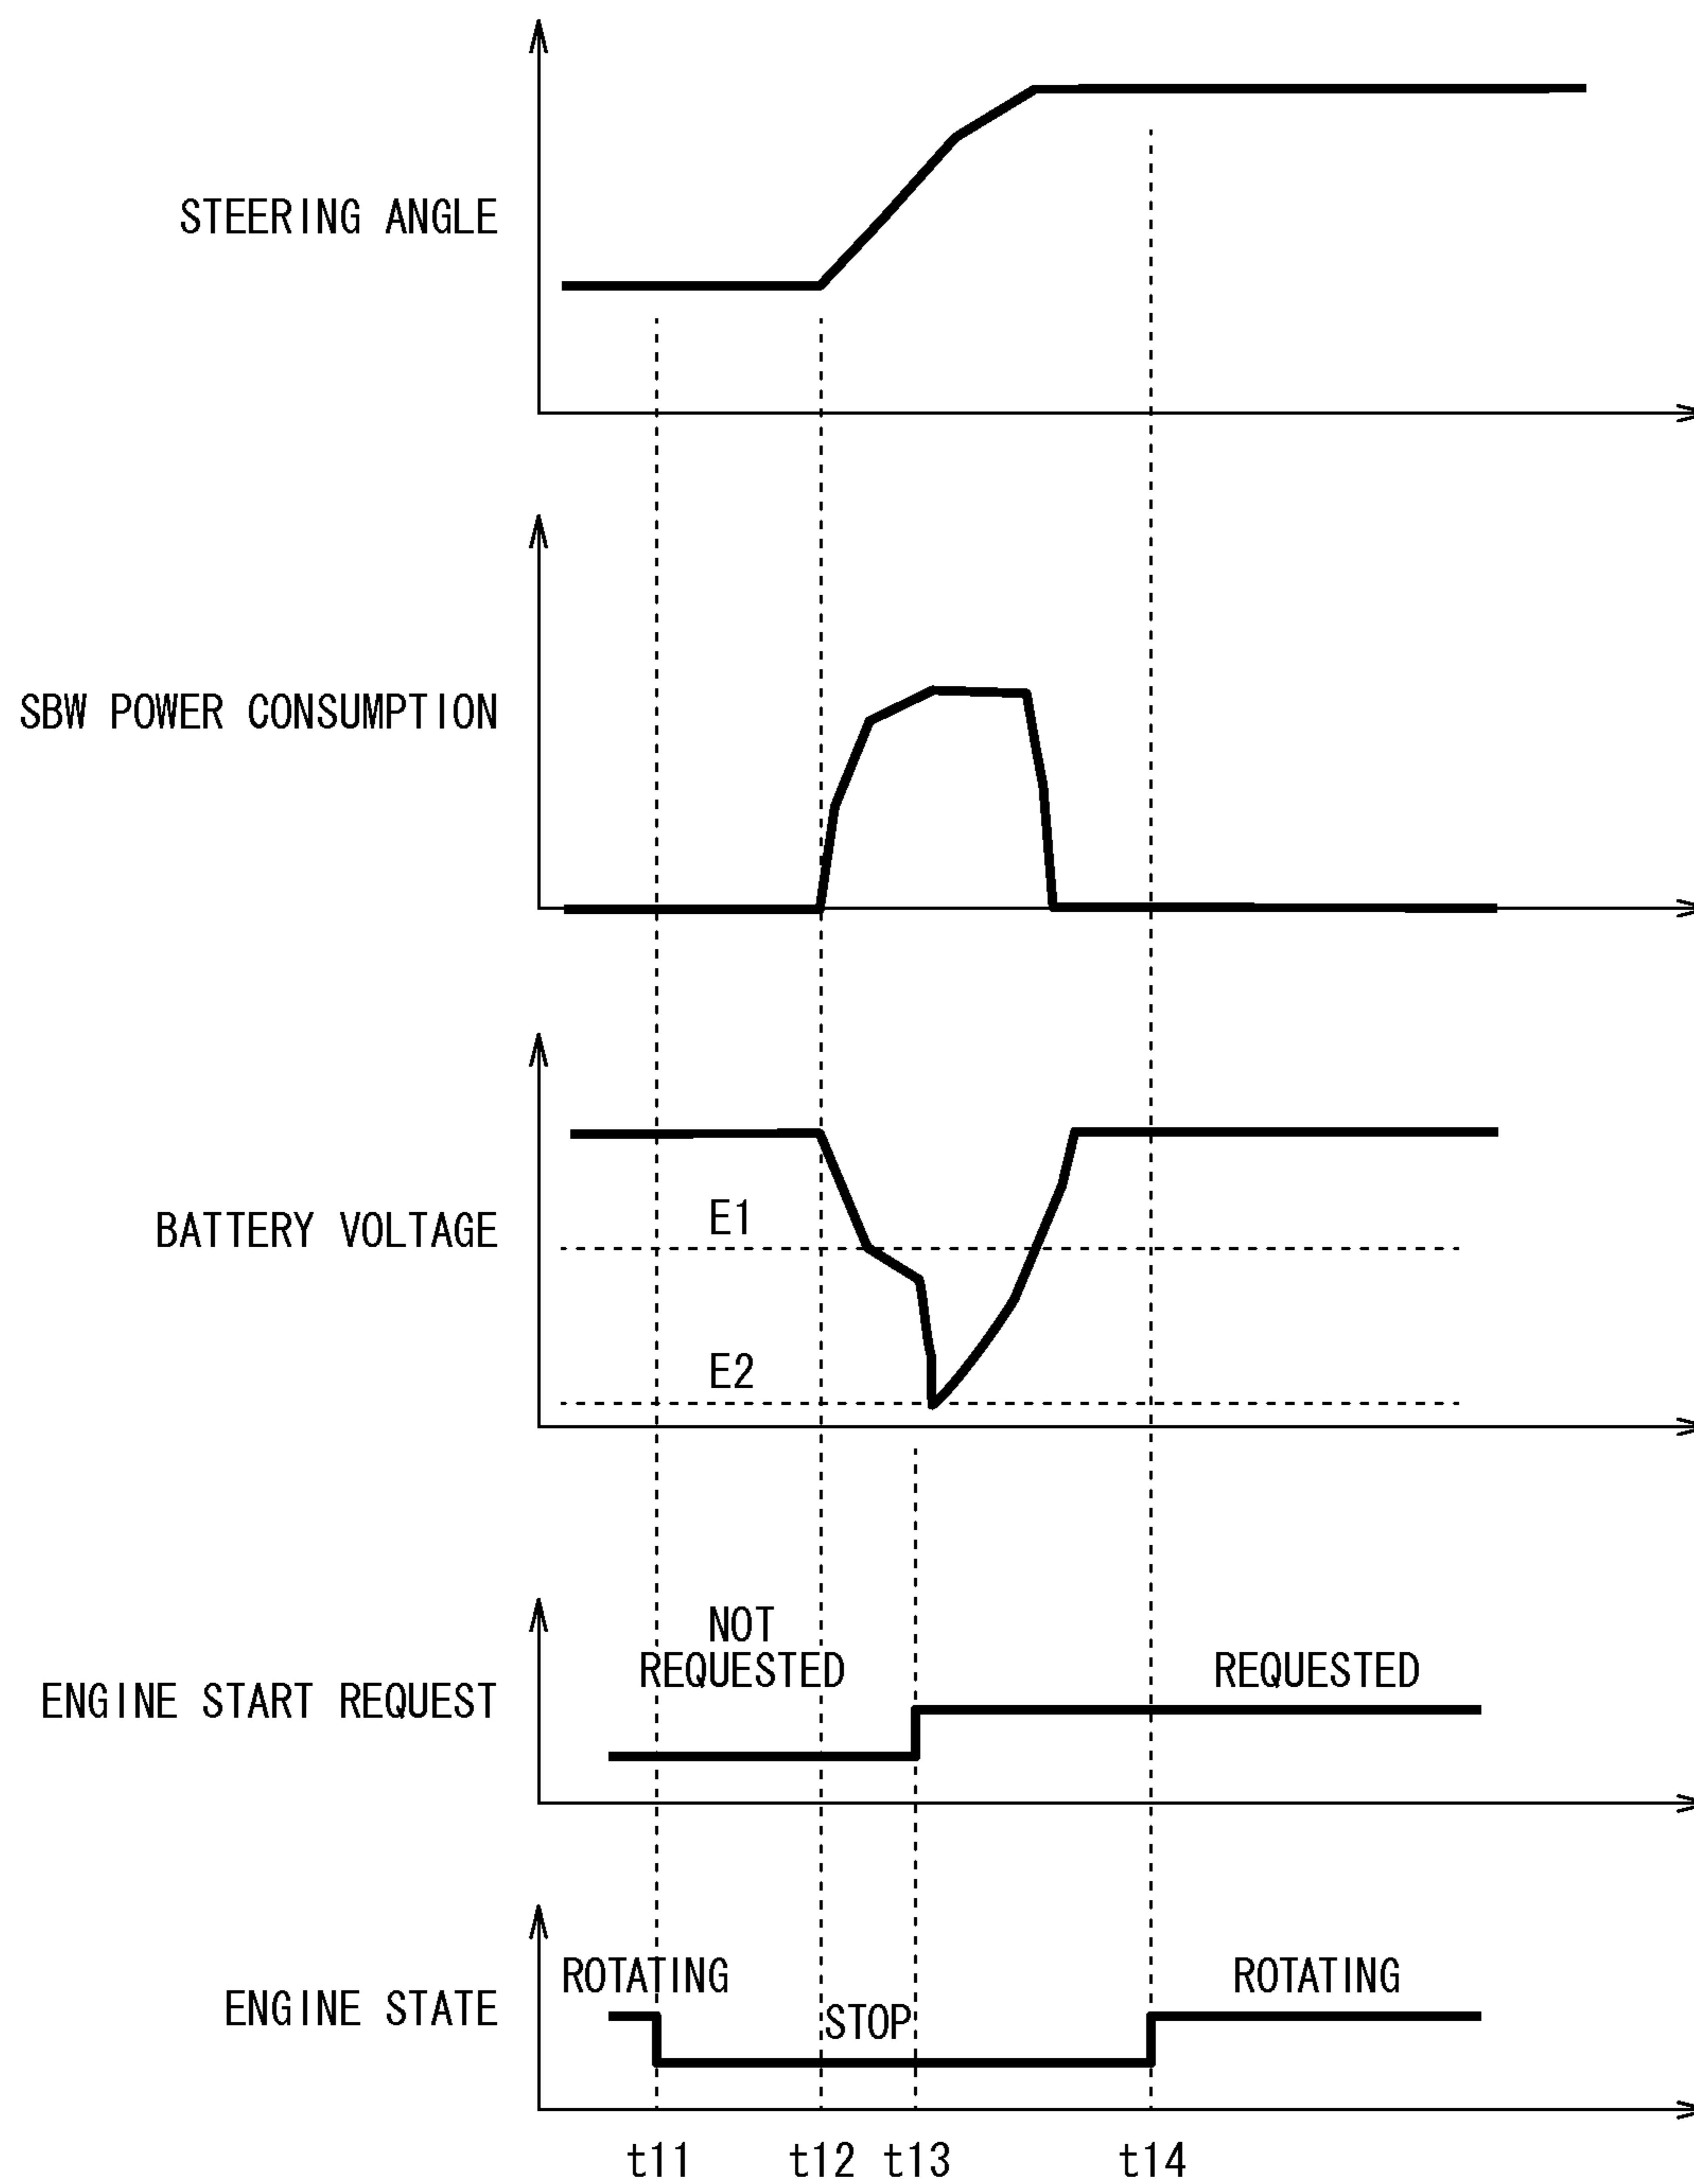 STEERING ANGLE
SBW POWER CONSUMPTION
BATTERY VOLTAGE
E1
E2
NOT
REQUESTED
REQUESTED
ENGINE START REQUEST
ROTATING
ROTATING
STOP
ENGINE STATE
t11
t12
t13
t14